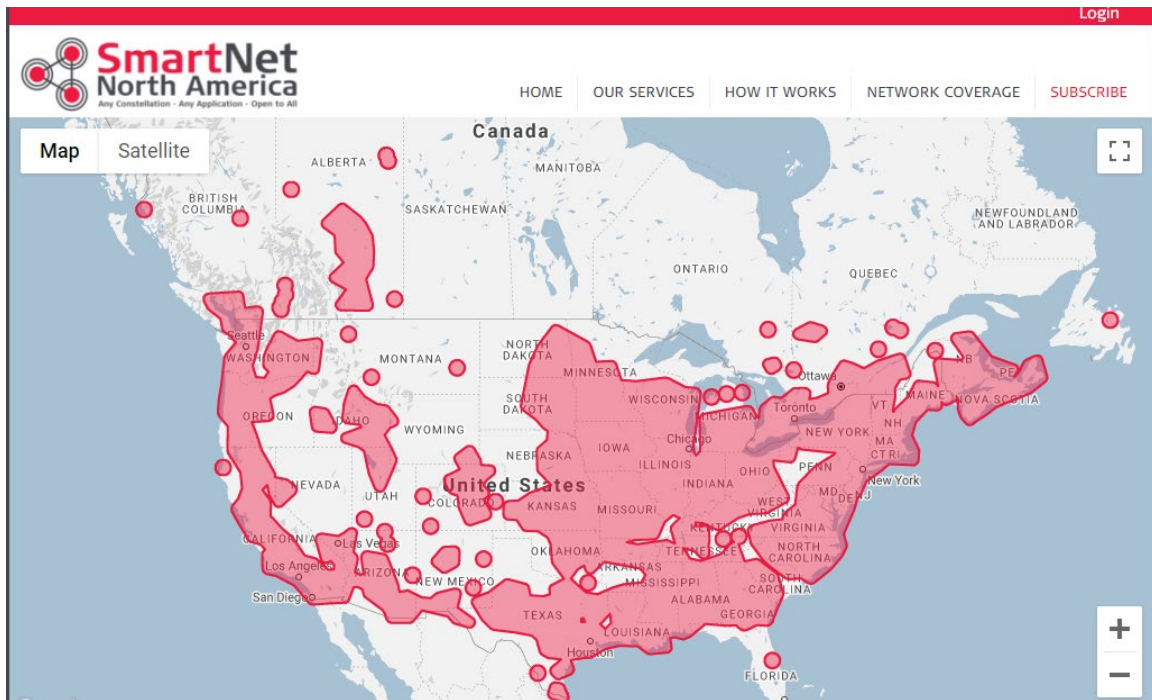 Login
SmartNet
North America
Any Constellation - Any Application - Open to All
HOME
OUR SERVICES
HOW IT WORKS
NETWORK COVERAGE
SUBSCRIBE
Map
Satellite
Canada
ALBERTA
MANITOBA
BRITISH
COLUMBIA
SASKATCHEWAN
NEWFOUNDLAND
AND LABRADOR
ONTARIO
QUEBEC
Seattle
WASHINGTON
MONTANA
NORTH
DAKOTA
MINNESOTA
Ottawa
NB
PE
OREGON
IDAHO
SOUTH
DAKOTA
WISCONSIN
MICHIGAN
Toronto
VT
MAINE
NOVA SCOTIA
WYOMING
NH
NEW YORK
MA
CT RI
Chicago
IOWA
NEBRASKA
ILLINOIS
INDIANA
OHIO
PENN
New York
NEVADA
UTAH
United States
COLORADO
KANSAS
MISSOURI
WEST
VIRGINIA
MD
DE
NJ
KENTUCKY
VIRGINIA
CALIFORNIA
Las Vegas
OKLAHOMA
TENNESSEE
NORTH
CAROLINA
Los Angeles
ARIZONA
NEW MEXICO
ARKANSAS
MISSISSIPPI
SOUTH
CAROLINA
San Diego
TEXAS
ALABAMA
GEORGIA
LOUISIANA
Houston
FLORIDA
+
−